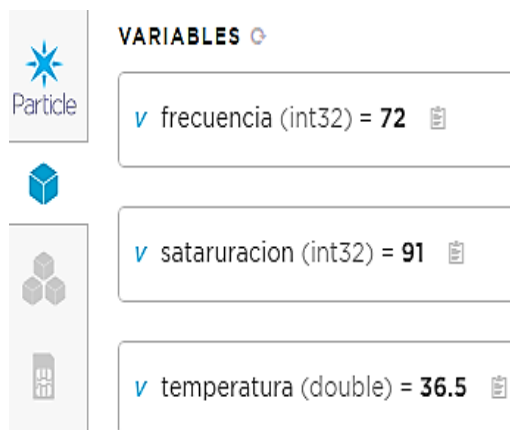 VARIABLES
Particle
v frecuencia (int32) = 72
v sataruracion (int32) = 91
v temperatura (double) = 36.5